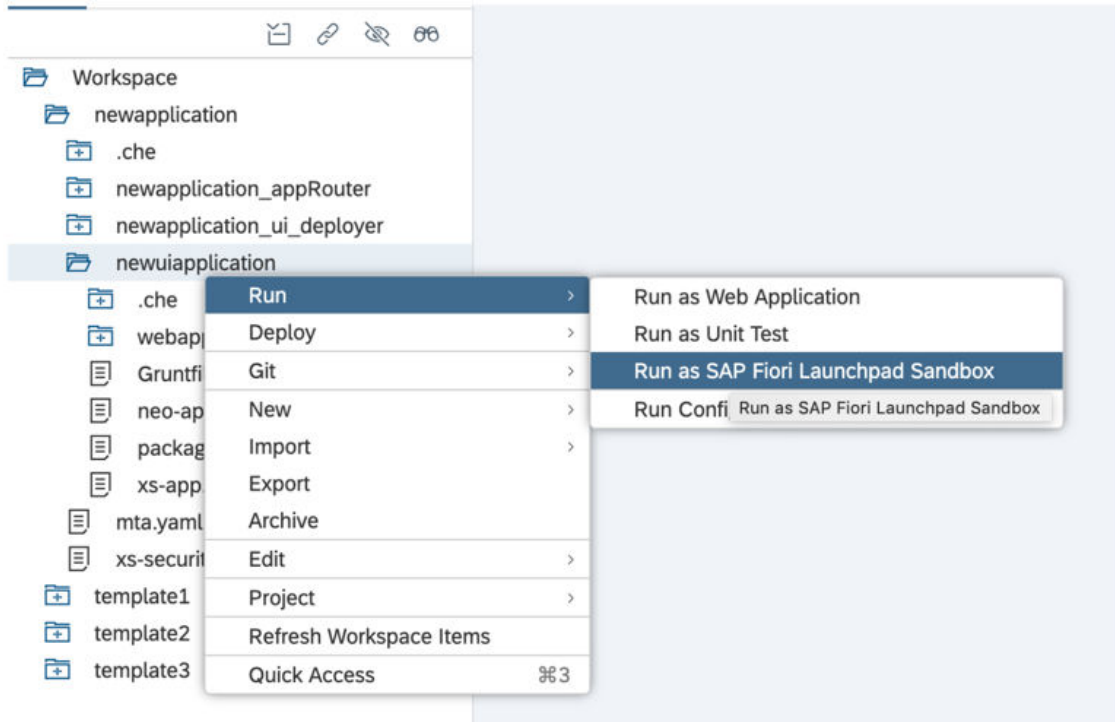 Workspace
newapplication
.che
newapplication_appRouter
newapplication_ui_deployer
newuiapplication
.che
webapp
Gruntfi
neo-ap
packag
xs-app
mta.yaml
xs-securit
template1
template2
template3
Run
Deploy
Git
New
Import
Export
Archive
Edit
Project
Refresh Workspace Items
Quick Access ⌘3
Run as Web Application
Run as Unit Test
Run as SAP Fiori Launchpad Sandbox
Run Confi
Run as SAP Fiori Launchpad Sandbox